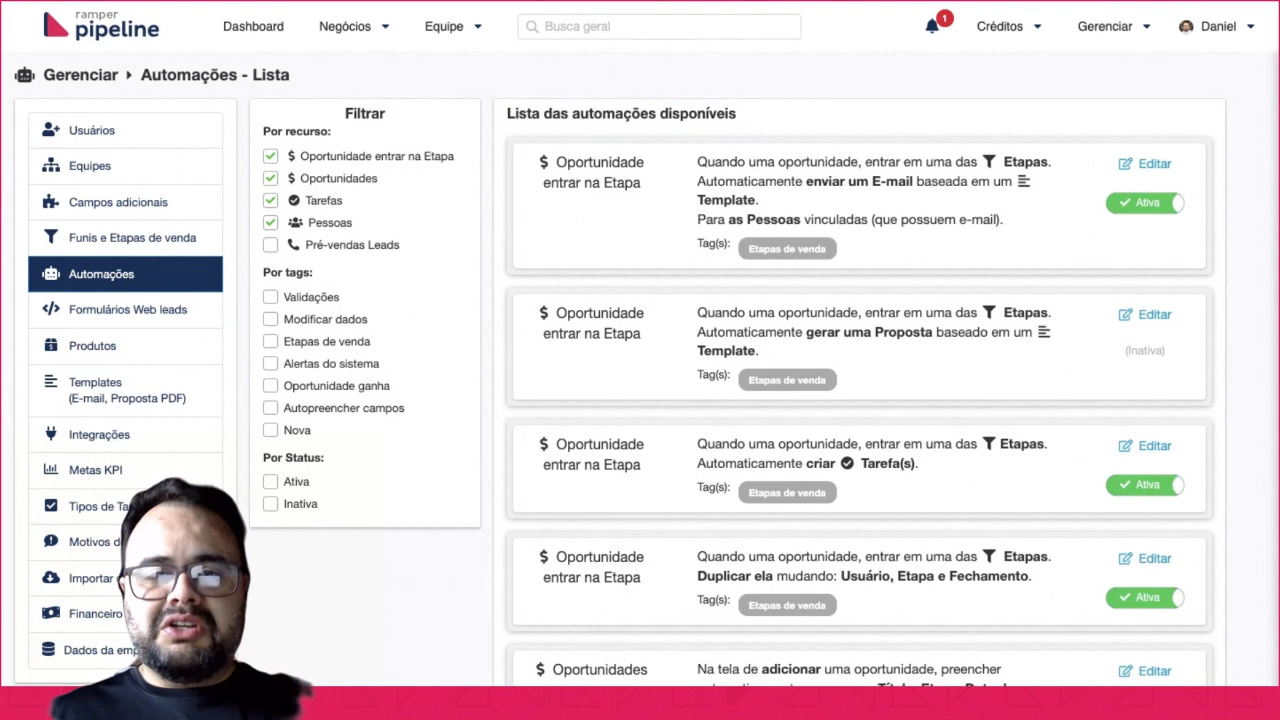 ramper
pipeline
Dashboard
Negócios
Equipe
Busca geral
1
Créditos
Gerenciar
Daniel
Gerenciar
Automações - Lista
Usuários
Equipes
Campos adicionais
Funis e Etapas de venda
Automações
Formulários Web leads
Produtos
Templates
(E-mail, Proposta PDF)
Integrações
Metas KPI
Tipos de
Motivos
Importar
Financeiro
Dados da
Filtrar
Por recurso:
Oportunidade entrar na Etapa
Oportunidades
Tarefas
Pessoas
Pré-vendas Leads
Por tags:
Validações
Modificar dados
Etapas de venda
Alertas do sistema
Oportunidade ganha
Autopreencher campos
Nova
Por Status:
Ativa
Inativa
Lista das automações disponíveis
$ Oportunidade
entrar na Etapa
Quando uma oportunidade, entrar em uma das Etapas.
Automaticamente enviar um E-mail baseada em um
Template.
Para as Pessoas vinculadas (que possuem e-mail).
Tag(s): Etapas de venda
Editar
Ativa
$ Oportunidade
entrar na Etapa
Quando uma oportunidade, entrar em uma das Etapas.
Automaticamente gerar uma Proposta baseado em um
Template.
Tag(s): Etapas de venda
Editar
(Inativa)
$ Oportunidade
entrar na Etapa
Quando uma oportunidade, entrar em uma das Etapas.
Automaticamente criar Tarefa(s).
Tag(s): Etapas de venda
Editar
Ativa
$ Oportunidade
entrar na Etapa
Quando uma oportunidade, entrar em uma das Etapas.
Duplicar ela mudando: Usuário, Etapa e Fechamento.
Tag(s): Etapas de venda
Editar
Ativa
$ Oportunidades
Na tela de adicionar uma oportunidade, preencher
Editar